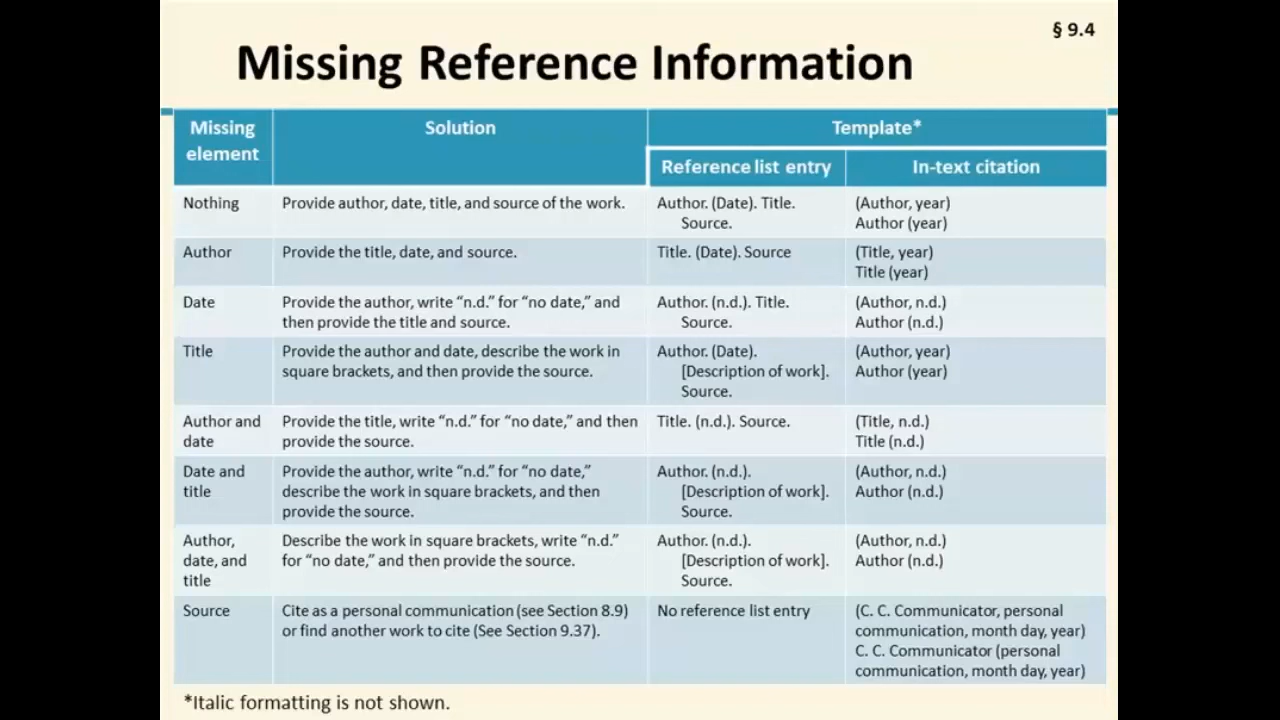 § 9.4
Missing Reference Information
Missing
element
Solution
Template*
Reference list entry
In-text citation
Nothing
Provide author, date, title, and source of the work.
Author. (Date). Title.
Source.
(Author, year)
Author (year)
Author
Provide the title, date, and source.
Title. (Date). Source
(Title, year)
Title (year)
Date
Provide the author, write “n.d.” for “no date,” and
then provide the title and source.
Author. (n.d.). Title.
Source.
(Author, n.d.)
Author (n.d.)
Title
Provide the author and date, describe the work in
square brackets, and then provide the source.
Author. (Date).
[Description of work].
Source.
(Author, year)
Author (year)
Author and
date
Provide the title, write “n.d.” for “no date,” and then
provide the source.
Title. (n.d.). Source.
(Title, n.d.)
Title (n.d.)
Date and
title
Provide the author, write “n.d.” for “no date,”
describe the work in square brackets, and then
provide the source.
Author. (n.d.).
[Description of work].
Source.
(Author, n.d.)
Author (n.d.)
Author,
date, and
title
Describe the work in square brackets, write “n.d.”
for “no date,” and then provide the source.
Author. (n.d.).
[Description of work].
Source.
(Author, n.d.)
Author (n.d.)
Source
Cite as a personal communication (see Section 8.9)
or find another work to cite (See Section 9.37).
No reference list entry
(C. C. Communicator, personal
communication, month day, year)
C. C. Communicator (personal
communication, month day, year)
*Italic formatting is not shown.